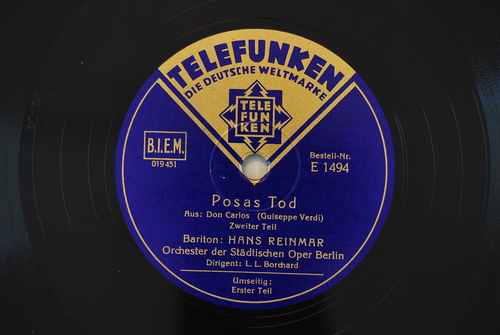 TELEFUNKEN
DIE DEUTSCHE WELTMARKE
TELE
FUN
KEN
B.I.E.M.
019451
Bestell-Nr.
E 1494
Posas Tod
Aus: Don Carlos (Guiseppe Verdi)
Zweiter Teil
Bariton: HANS REINMAR
Orchester der Städtischen Oper Berlin
Dirigent: L. L. Borchard
Umseitig:
Erster Teil